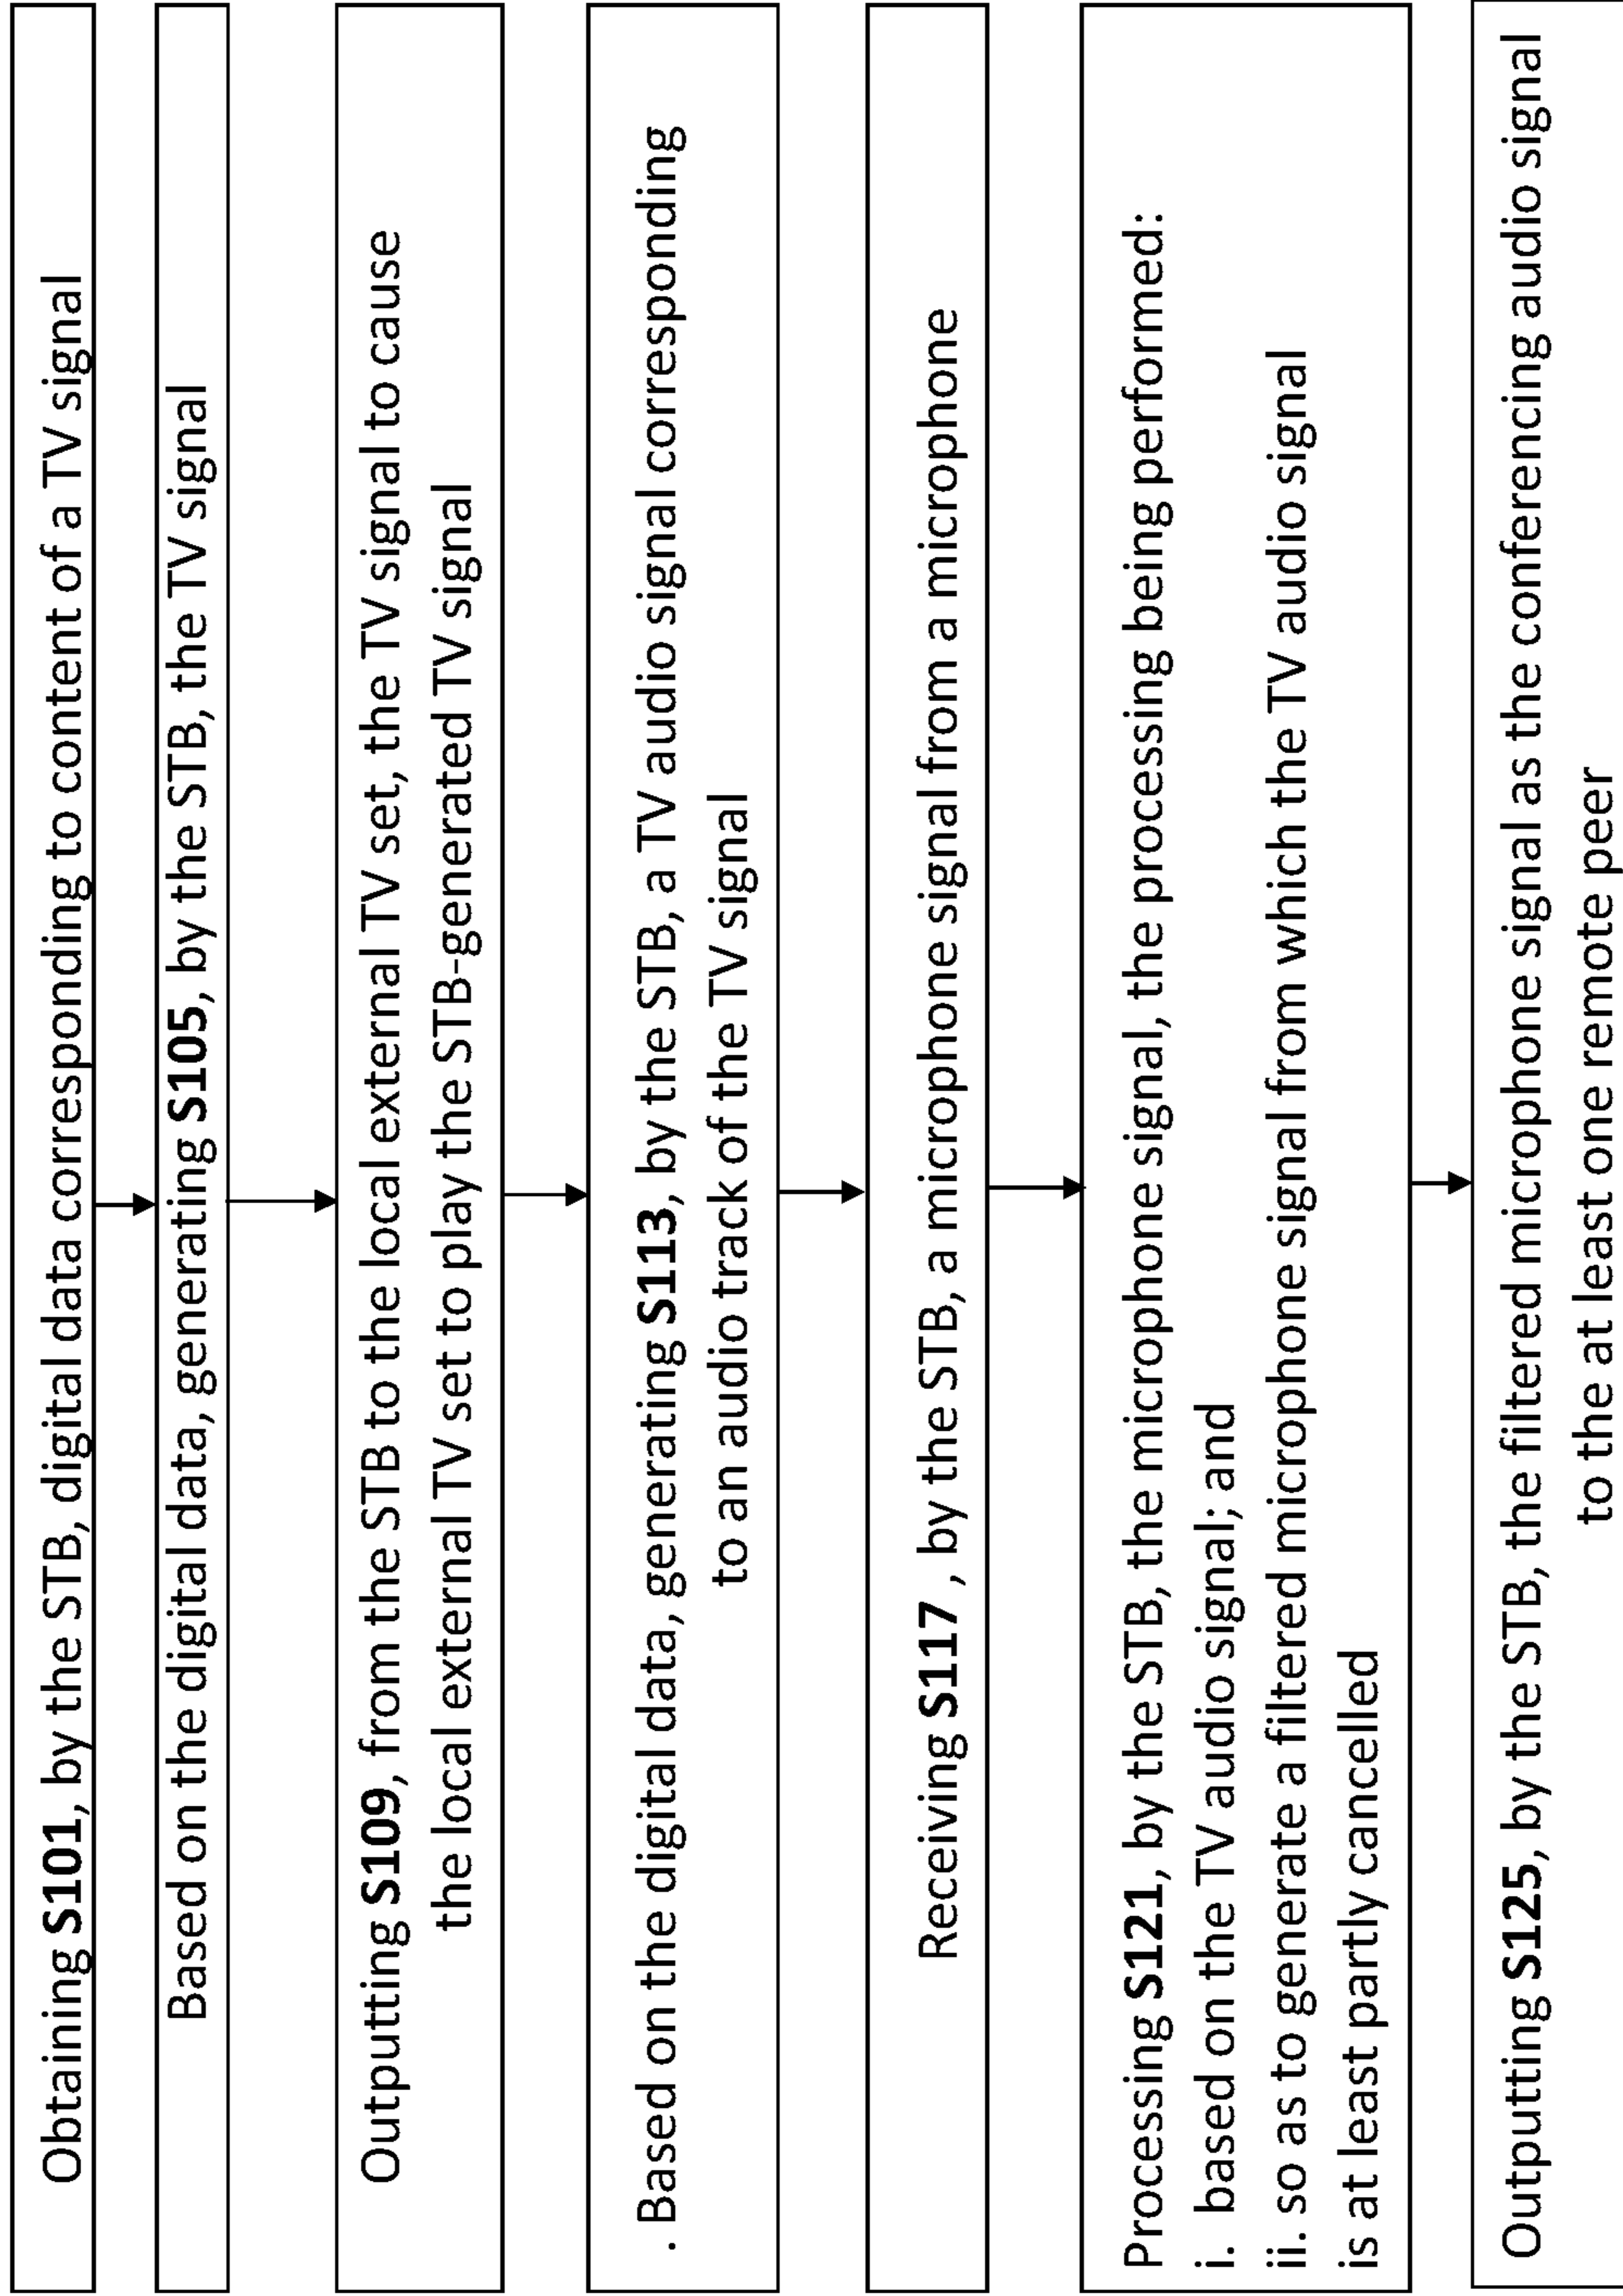 Obtaining S101, by the STB, digital data corresponding to content of a TV signal
Based on the digital data, generating S105, by the STB, the TV signal
Outputting S109, from the STB to the local external TV set, the TV signal to cause
the local external TV set to play the STB-generated TV signal
. Based on the digital data, generating S113, by the STB, a TV audio signal corresponding
to an audio track of the TV signal
Receiving S117 , by the STB, a microphone signal from a microphone
Processing S121, by the STB, the microphone signal, the processing being performed:
i. based on the TV audio signal; and
ii. so as to generate a filtered microphone signal from which the TV audio signal
is at least partly cancelled
Outputting S125, by the STB, the filtered microphone signal as the conferencing audio signal
to the at least one remote peer